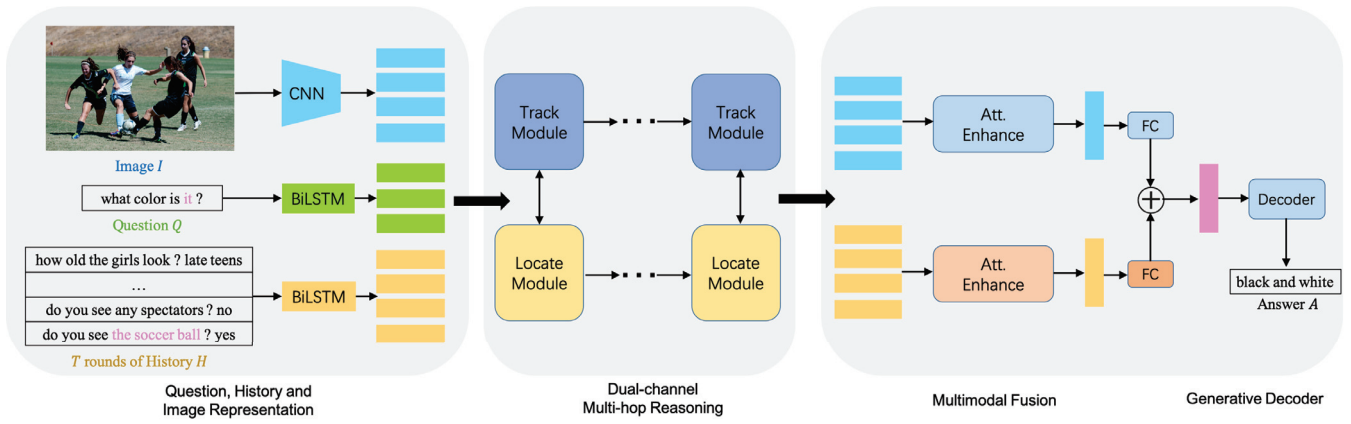 CNN
Image I
what color is it ?
BiLSTM
Question Q
how old the girls look ? late teens
...
do you see any spectators ? no
do you see the soccer ball ? yes
BiLSTM
T rounds of History H
Question, History and
Image Representation
Track
Module
Track
Module
Locate
Module
Locate
Module
Dual-channel
Multi-hop Reasoning
Att.
Enhance
FC
Att.
Enhance
FC
Decoder
black and white
Answer A
Multimodal Fusion
Generative Decoder